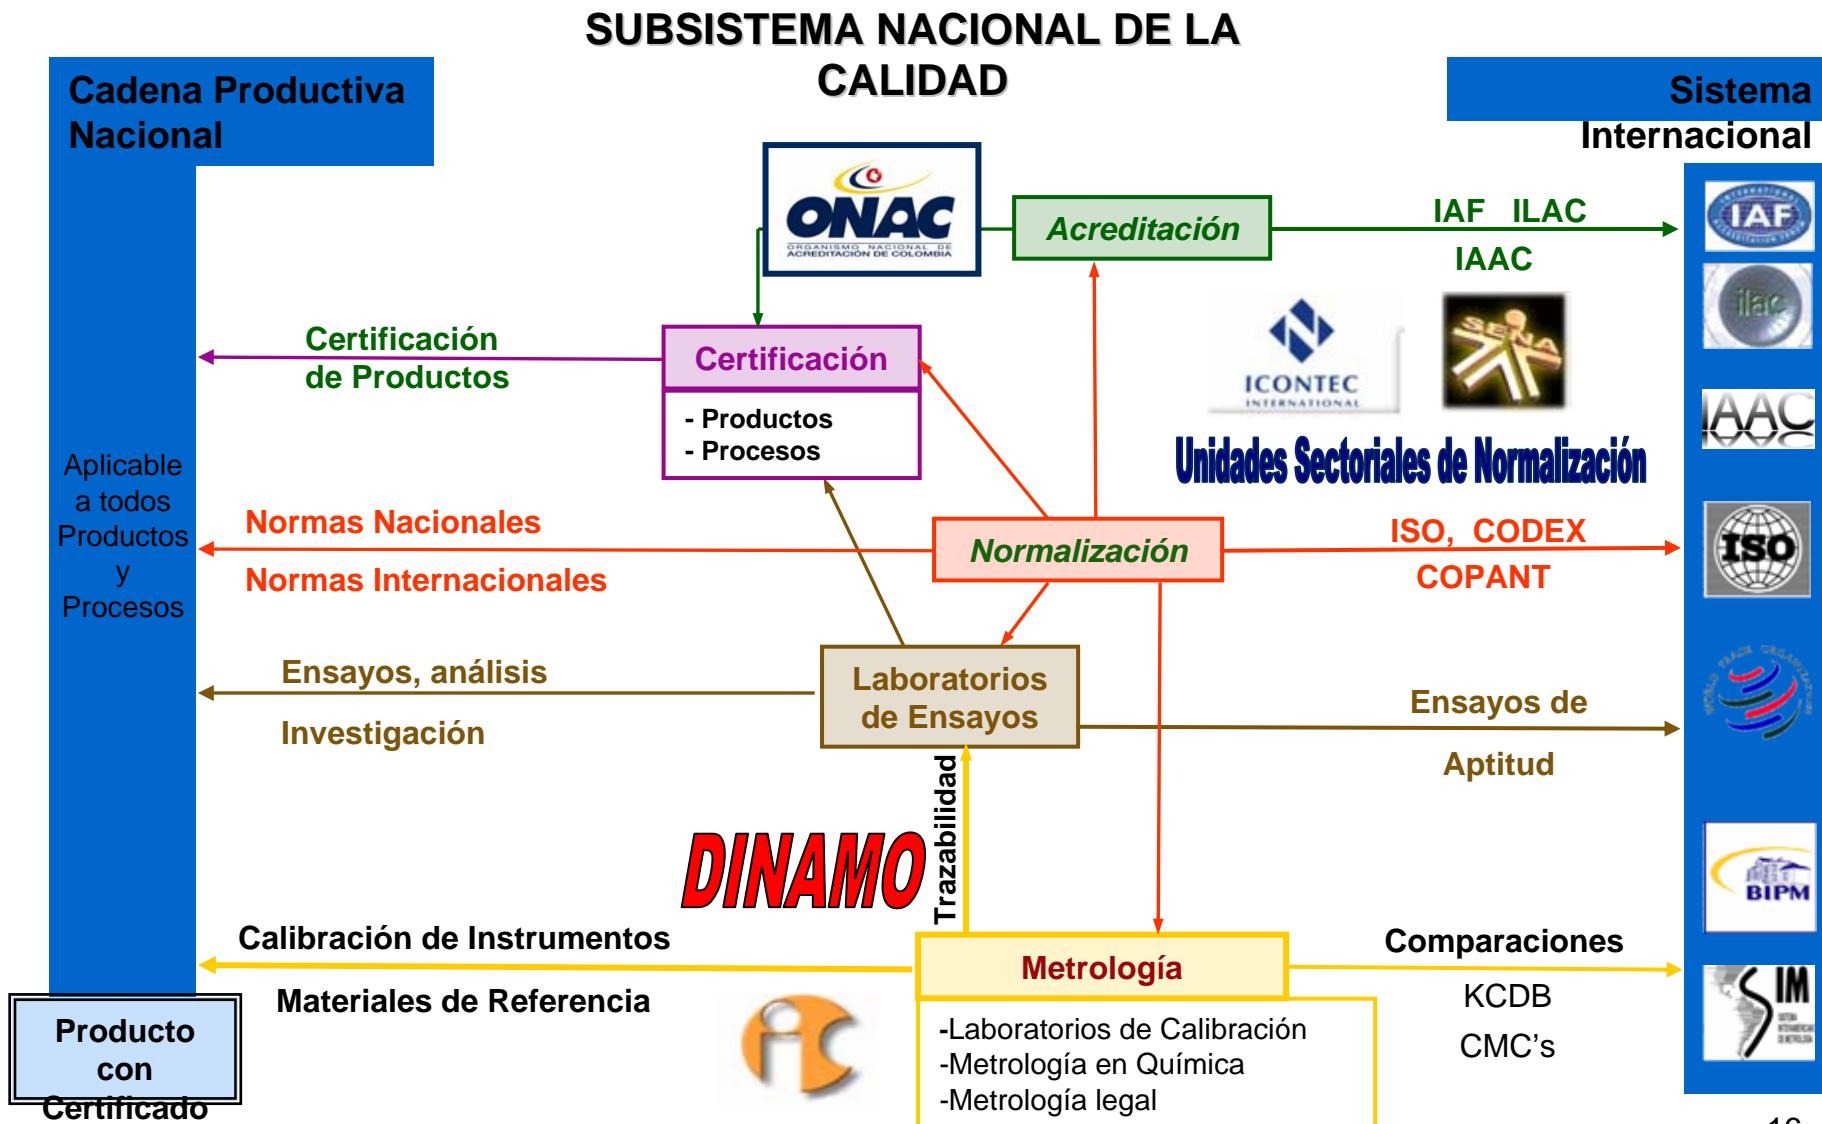 SUBSISTEMA NACIONAL DE LA
CALIDAD
Cadena Productiva
Nacional
Sistema
Internacional
ONAC
ORGANISMO NACIONAL DE
ACREDITACIÓN DE COLOMBIA
Acreditación
IAF ILAC
IAAC
IAF
ilac
IAAC
Certificación
de Productos
Certificación
- Productos
- Procesos
ICONTEC
INTERNATIONAL
SENA
Unidades Sectoriales de Normalización
Aplicable
a todos
Productos
y
Procesos
Normas Nacionales
Normas Internacionales
Normalización
ISO, CODEX
COPANT
ISO
Ensayos, análisis
Investigación
Laboratorios
de Ensayos
Ensayos de
Aptitud
WORLD TRADE ORGANIZATION
DINAMO
Trazabilidad
BIPM
Calibración de Instrumentos
Materiales de Referencia
Metrología
-Laboratorios de Calibración
-Metrología en Química
-Metrología legal
Comparaciones
KCDB
CMC's
SIM
Producto
con
Certificado
16